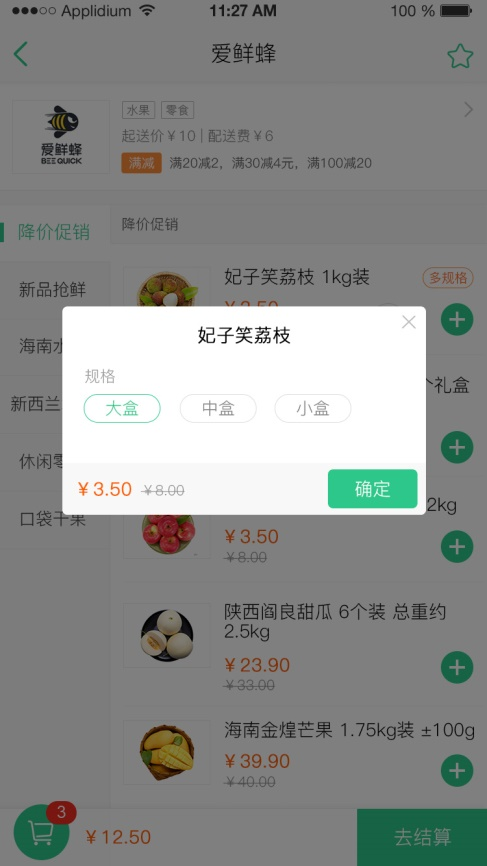 Applidium 11:27 AM 100 %
爱鲜蜂
水果 零食
爱鲜蜂
BEE QUICK
起送价￥10 | 配送费￥6
满减 满20减2，满30减4元，满100减20
降价促销
降价促销
新品抢鲜
海南水
新西兰
休闲零
口袋干果
妃子笑荔枝 1kg装 多规格
￥3.50
个礼盒
妃子笑荔枝
规格
大盒 中盒 小盒
￥3.50 ￥8.00 确定
2kg
￥3.50
￥8.00
陕西阎良甜瓜 6个装 总重约
2.5kg
￥23.90
￥33.00
海南金煌芒果 1.75kg装 ±100g
￥39.90
￥40.00
3
￥12.50 去结算